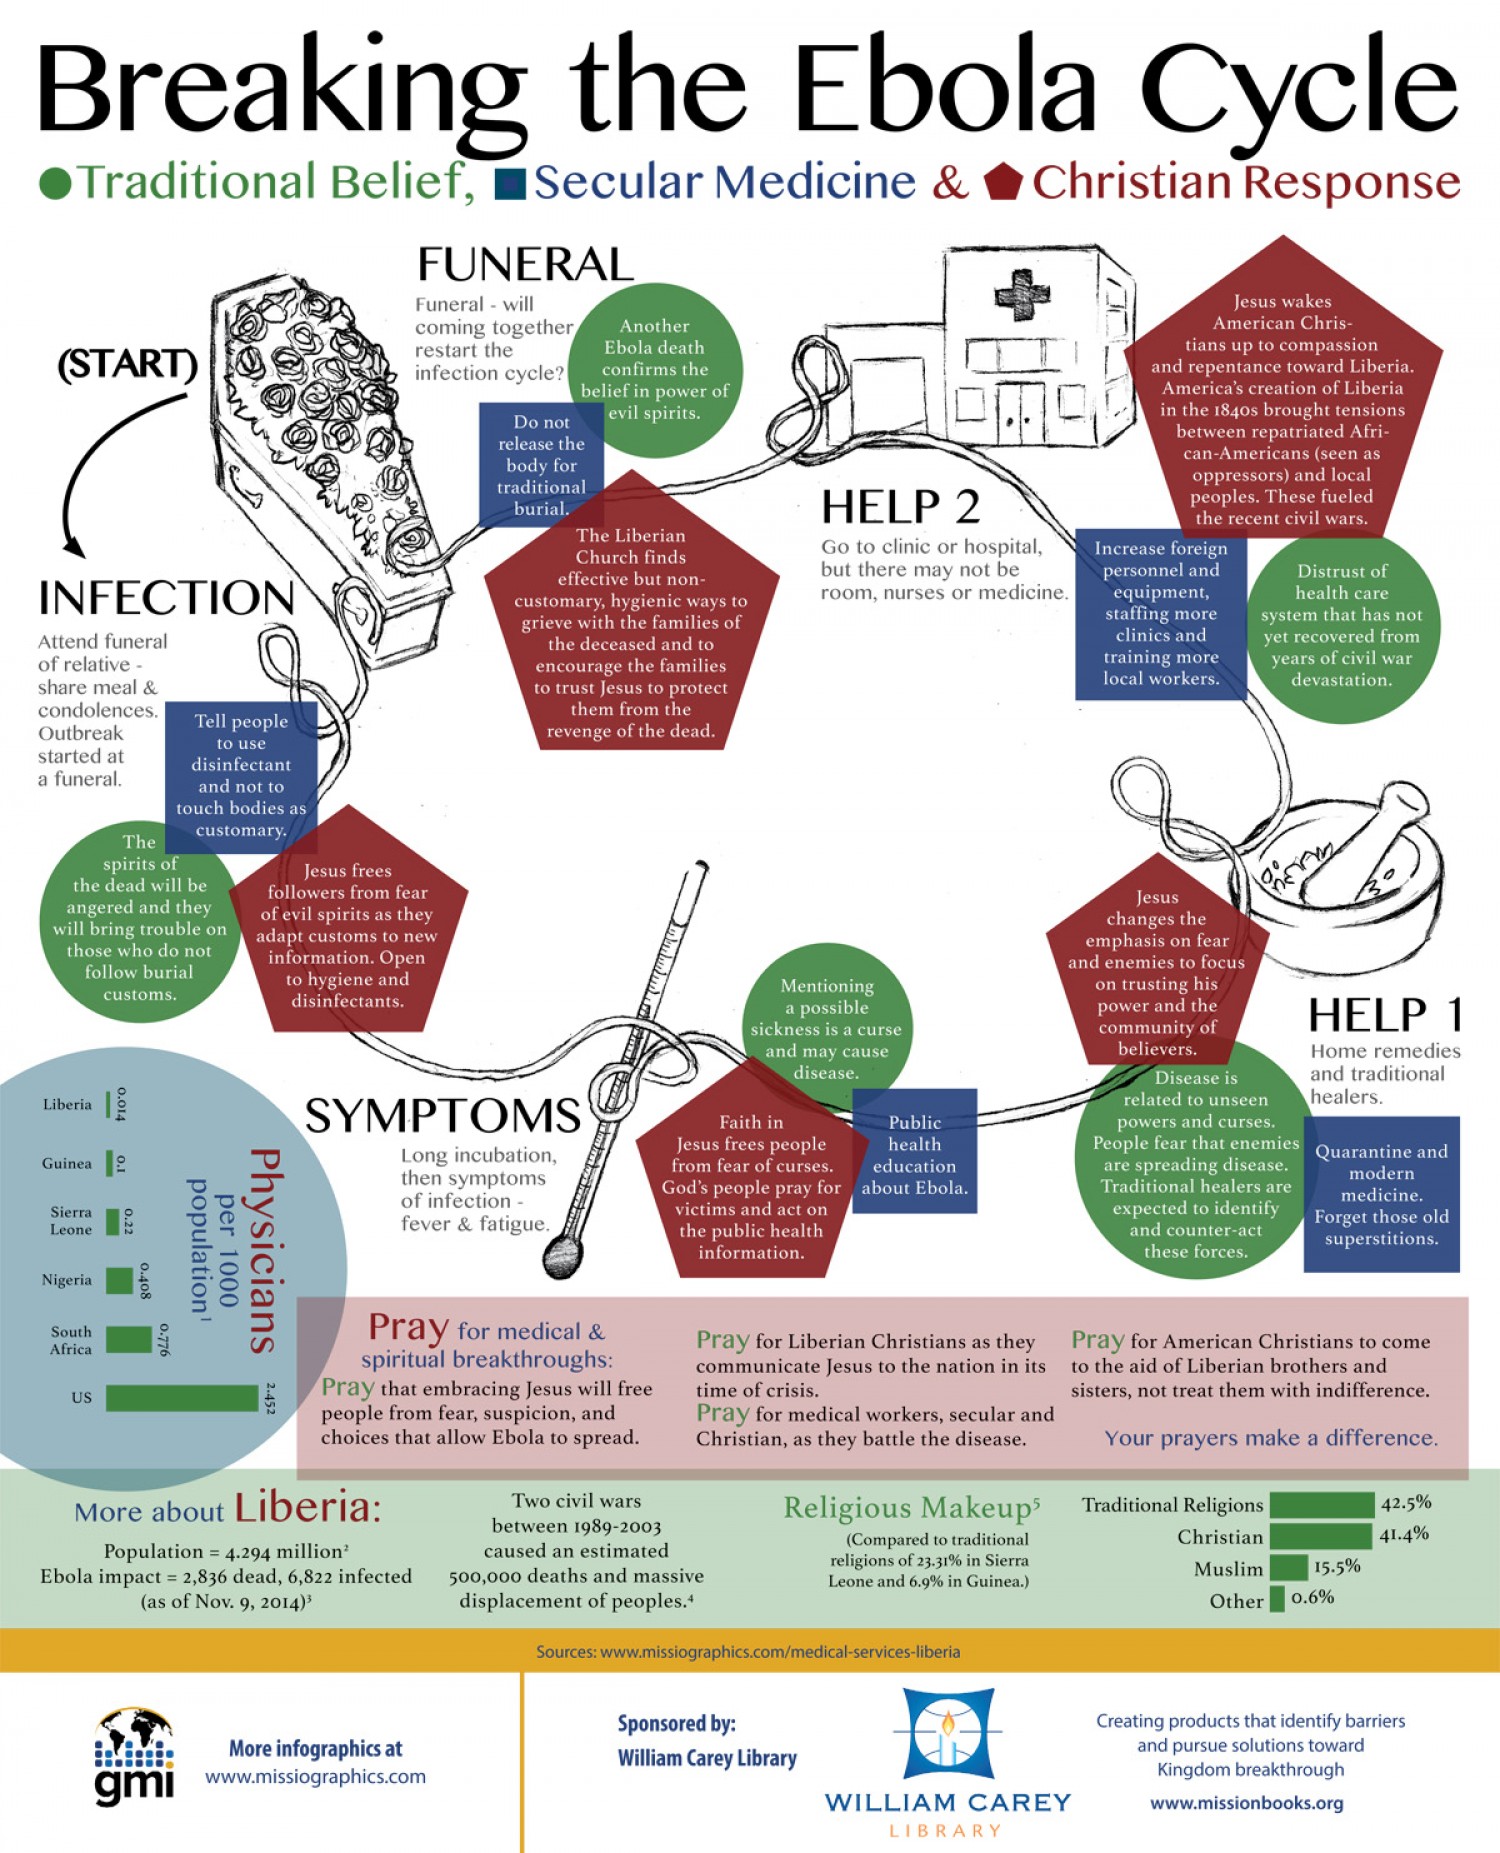 Breaking the Ebola Cycle
Traditional Belief, Secular Medicine & Christian Response
(START)
FUNERAL
Funeral - will
coming together
restart the
infection cycle?
Another
Ebola death
confirms the
belief in power of
evil spirits.
Do not
release the
body for
traditional
burial.
The Liberian
Church finds
effective but non-
customary, hygienic ways to
grieve with the families of
the deceased and to
encourage the families
to trust Jesus to protect
them from the
revenge of the dead.
HELP 2
Go to clinic or hospital,
but there may not be
room, nurses or medicine.
Jesus wakes
American Chris-
tians up to compassion
and repentance toward Liberia.
America's creation of Liberia
in the 1840s brought tensions
between repatriated Afri-
can-Americans (seen as
oppressors) and local
peoples. These fueled
the recent civil wars.
Increase foreign
personnel and
equipment,
staffing more
clinics and
training more
local workers.
Distrust of
health care
system that has not
yet recovered from
years of civil war
devastation.
INFECTION
Attend funeral
of relative -
share meal &
condolences.
Outbreak
started at
a funeral.
Tell people
to use
disinfectant
and not to
touch bodies as
customary.
The
spirits of
the dead will be
angered and they
will bring trouble on
those who do not
follow burial
customs.
Jesus frees
followers from fear
of evil spirits as they
adapt customs to new
information. Open
to hygiene and
disinfectants.
SYMPTOMS
Long incubation,
then symptoms
of infection -
fever & fatigue.
Mentioning
a possible
sickness is a curse
and may cause
disease.
Faith in
Jesus frees people
from fear of curses.
God's people pray for
victims and act on
the public health
information.
Public
health
education
about Ebola.
Jesus
changes the
emphasis on fear
and enemies to focus
on trusting his
power and the
community of
believers.
HELP 1
Home remedies
and traditional
healers.
Disease is
related to unseen
powers and curses.
People fear that enemies
are spreading disease.
Traditional healers are
expected to identify
and counter-act
these forces.
Quarantine and
modern
medicine.
Forget those old
superstitions.
Physicians
per 1000
population¹
Liberia 0.014
Guinea 0.1
Sierra
Leone 0.22
Nigeria 0.408
South
Africa 0.776
US 2.452
Pray for medical &
spiritual breakthroughs:
Pray that embracing Jesus will free
people from fear, suspicion, and
choices that allow Ebola to spread.
Pray for Liberian Christians as they
communicate Jesus to the nation in its
time of crisis.
Pray for medical workers, secular and
Christian, as they battle the disease.
Pray for American Christians to come
to the aid of Liberian brothers and
sisters, not treat them with indifference.
Your prayers make a difference.
More about Liberia:
Population = 4.294 million²
Ebola impact = 2,836 dead, 6,822 infected
(as of Nov. 9, 2014)³
Two civil wars
between 1989-2003
caused an estimated
500,000 deaths and massive
displacement of peoples.⁴
Religious Makeup⁵
(Compared to traditional
religions of 23.31% in Sierra
Leone and 6.9% in Guinea.)
Traditional Religions 42.5%
Christian 41.4%
Muslim 15.5%
Other 0.6%
Sources: www.missiographics.com/medical-services-liberia
gmi
More infographics at
www.missiographics.com
Sponsored by:
William Carey Library
WILLIAM CAREY
LIBRARY
Creating products that identify barriers
and pursue solutions toward
Kingdom breakthrough
www.missionbooks.org